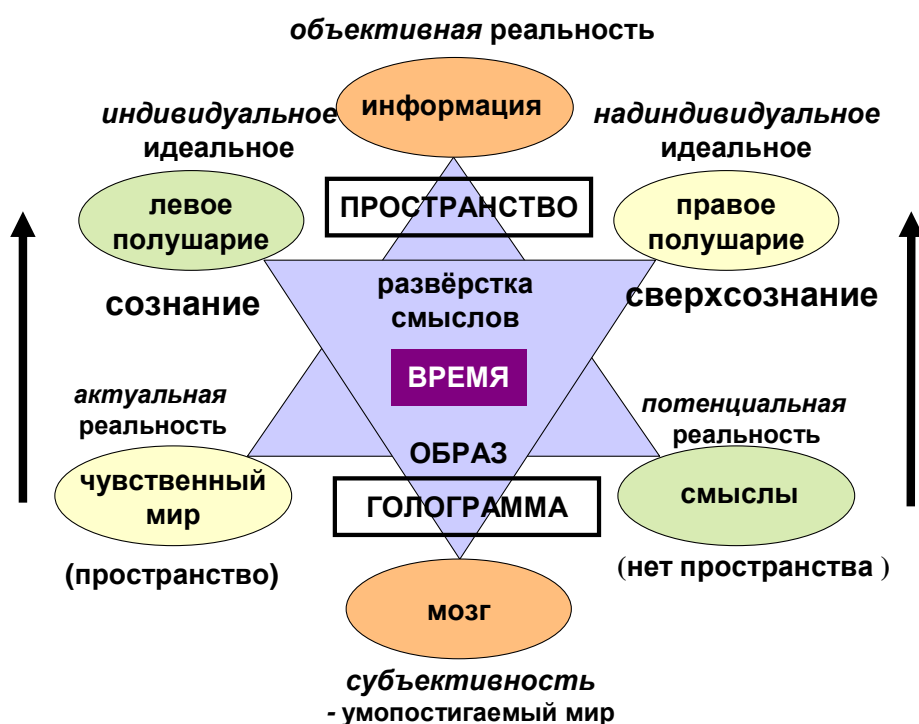 объективная реальность
информация
индивидуальное
идеальное
надиндивидуальное
идеальное
левое
полушарие
ПРОСТРАНСТВО
правое
полушарие
сознание
развёрстка
смыслов
сверхсознание
ВРЕМЯ
актуальная
реальность
потенциальная
реальность
ОБРАЗ
чувственный
мир
ГОЛОГРАММА
смыслы
(пространство)
(нет пространства )
мозг
субъективность
- умопостигаемый мир